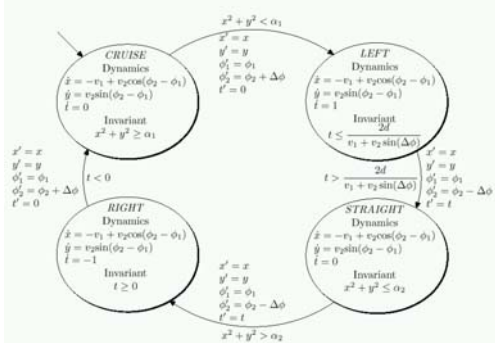 x² + y² < α₁
x′ = x
y′ = y
ϕ′₁ = ϕ₁
ϕ′₂ = ϕ₂ + Δϕ
t′ = 0
CRUISE
Dynamics
ẋ = −v₁ + v₂cos(ϕ₂ − ϕ₁)
ẏ = v₂sin(ϕ₂ − ϕ₁)
ṫ = 0
Invariant
x² + y² ≥ α₁
LEFT
Dynamics
ẋ = −v₁ + v₂cos(ϕ₂ − ϕ₁)
ẏ = v₂sin(ϕ₂ − ϕ₁)
ṫ = 1
Invariant
t ≤ 2d / (v₁ + v₂ sin(Δϕ))
x′ = x
y′ = y
ϕ′₁ = ϕ₁
ϕ′₂ = ϕ₂ + Δϕ
t′ = 0
t < 0
t > 2d / (v₁ + v₂ sin(Δϕ))
x′ = x
y′ = y
ϕ′₁ = ϕ₁
ϕ′₂ = ϕ₂ − Δϕ
t′ = t
RIGHT
Dynamics
ẋ = −v₁ + v₂cos(ϕ₂ − ϕ₁)
ẏ = v₂sin(ϕ₂ − ϕ₁)
ṫ = −1
Invariant
t ≥ 0
STRAIGHT
Dynamics
ẋ = −v₁ + v₂cos(ϕ₂ − ϕ₁)
ẏ = v₂sin(ϕ₂ − ϕ₁)
ṫ = 0
Invariant
x² + y² ≤ α₂
x′ = x
y′ = y
ϕ′₁ = ϕ₁
ϕ′₂ = ϕ₂ − Δϕ
t′ = t
x² + y² > α₂